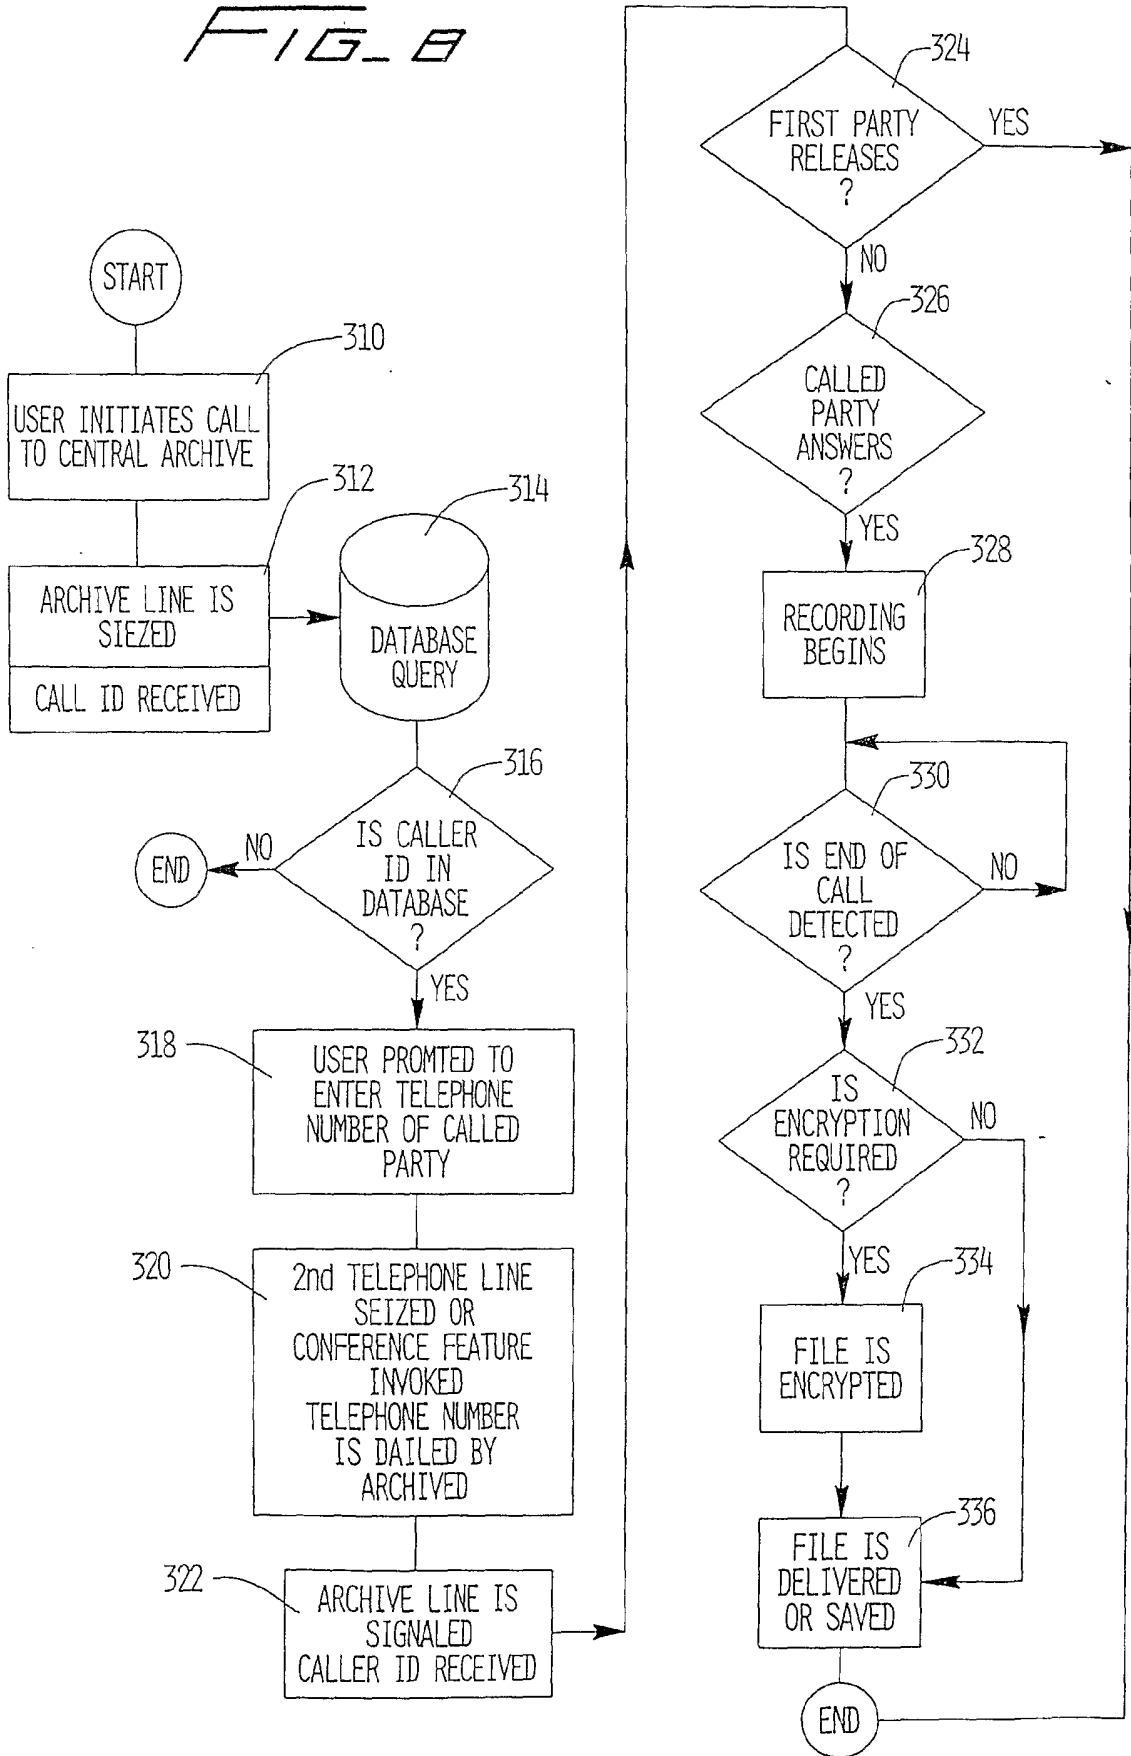 FIG_8
START
310
USER INITIATES CALL
TO CENTRAL ARCHIVE
312
ARCHIVE LINE IS
SIEZED
CALL ID RECEIVED
314
DATABASE
QUERY
316
IS CALLER
ID IN
DATABASE
?
NO
END
YES
318
USER PROMTED TO
ENTER TELEPHONE
NUMBER OF CALLED
PARTY
320
2nd TELEPHONE LINE
SEIZED OR
CONFERENCE FEATURE
INVOKED
TELEPHONE NUMBER
IS DAILED BY
ARCHIVED
322
ARCHIVE LINE IS
SIGNALED
CALLER ID RECEIVED
324
FIRST PARTY
RELEASES
?
YES
NO
326
CALLED
PARTY
ANSWERS
?
YES
328
RECORDING
BEGINS
330
IS END OF
CALL
DETECTED
?
NO
YES
332
IS
ENCRYPTION
REQUIRED
?
NO
YES
334
FILE IS
ENCRYPTED
336
FILE IS
DELIVERED
OR SAVED
END